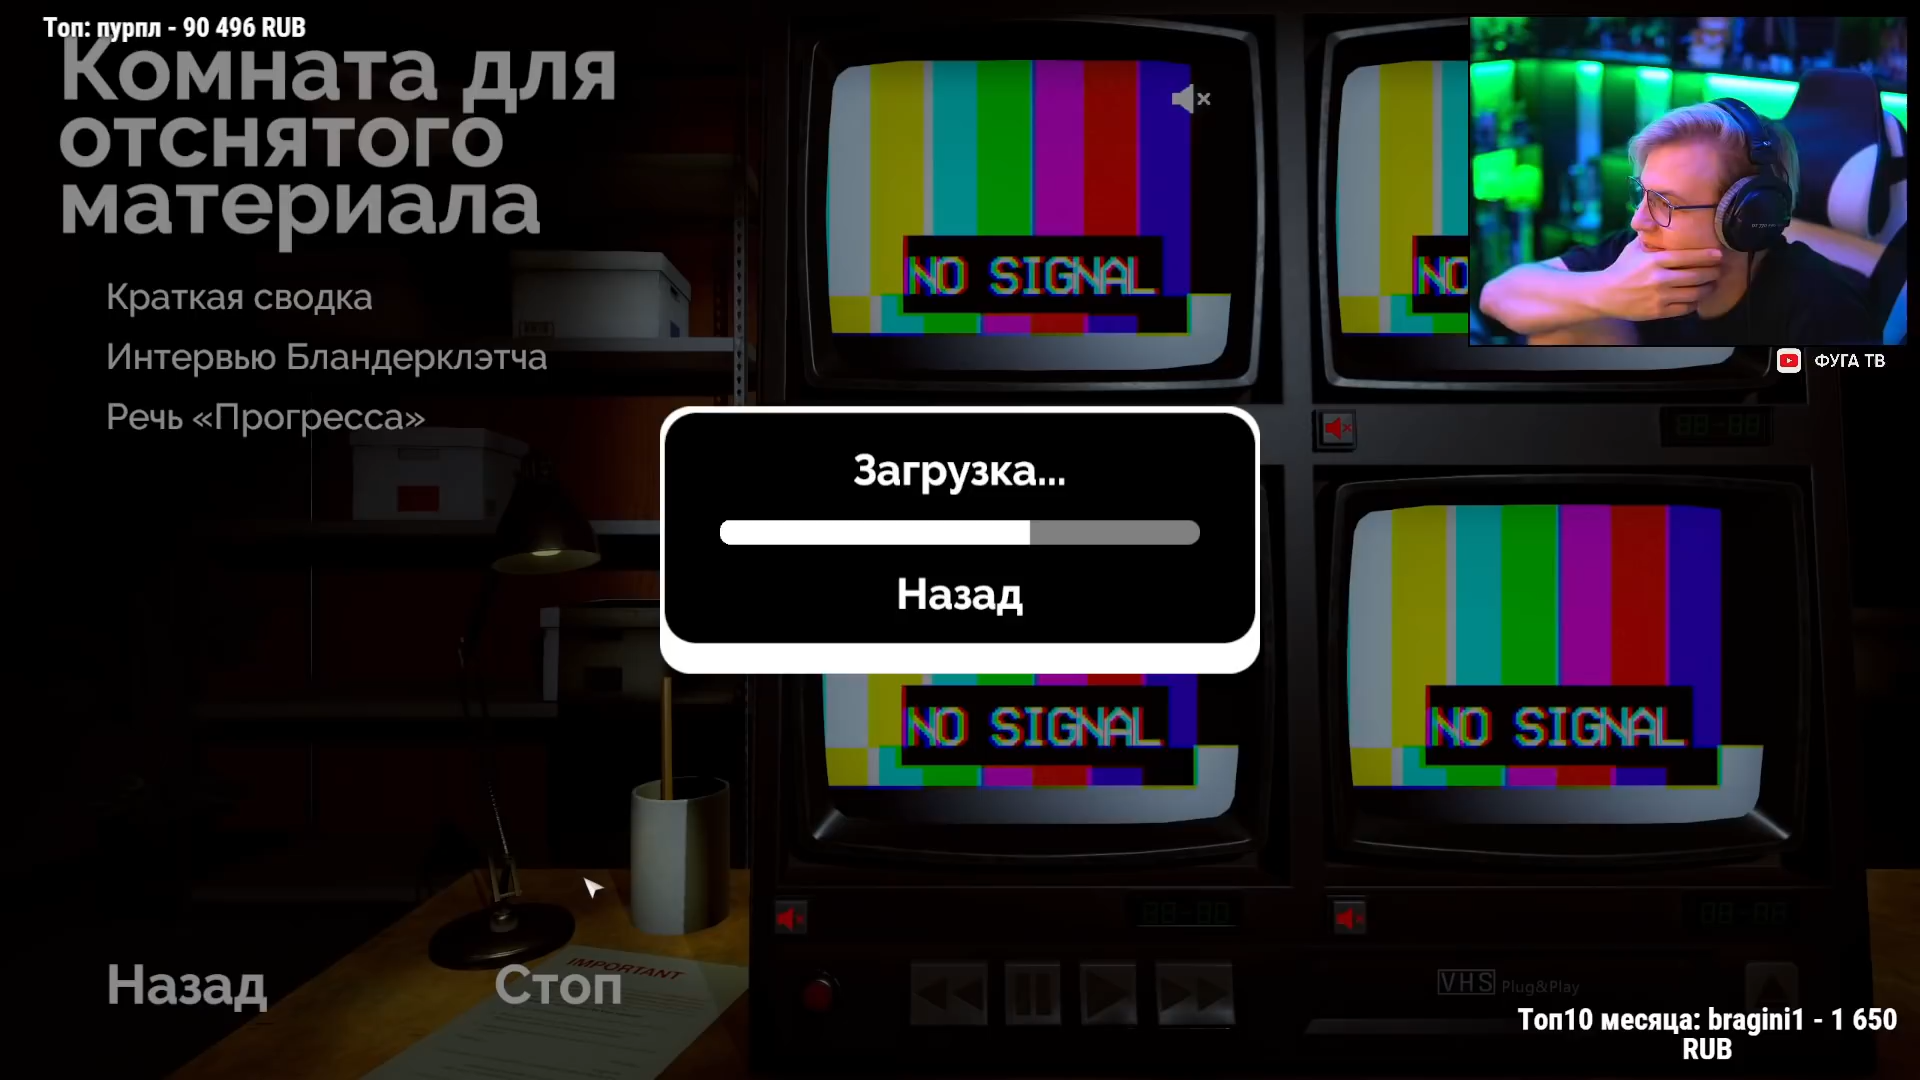 Топ: пурпл - 90 496 RUB
Комната для
отснятого
материала
Краткая сводка
Интервью Бландерклэтча
Речь «Прогресса»
NO SIGNAL
NO
ФУГА ТВ
Загрузка...
Назад
NO SIGNAL
NO SIGNAL
IMPORTANT
Назад
Стоп
VHS Plug&Play
Топ10 месяца: bragini1 - 1 650
RUB